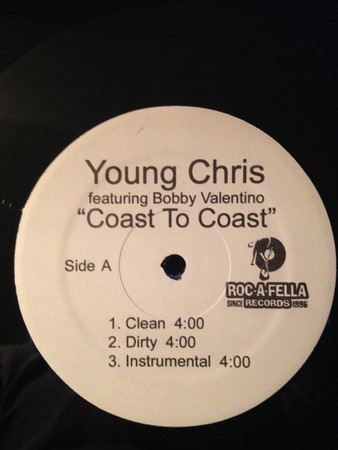 Young Chris
featuring Bobby Valentino
“Coast To Coast”
Side A
ROC-A-FELLA
SINCE RECORDS 1996
1. Clean 4:00
2. Dirty 4:00
3. Instrumental 4:00